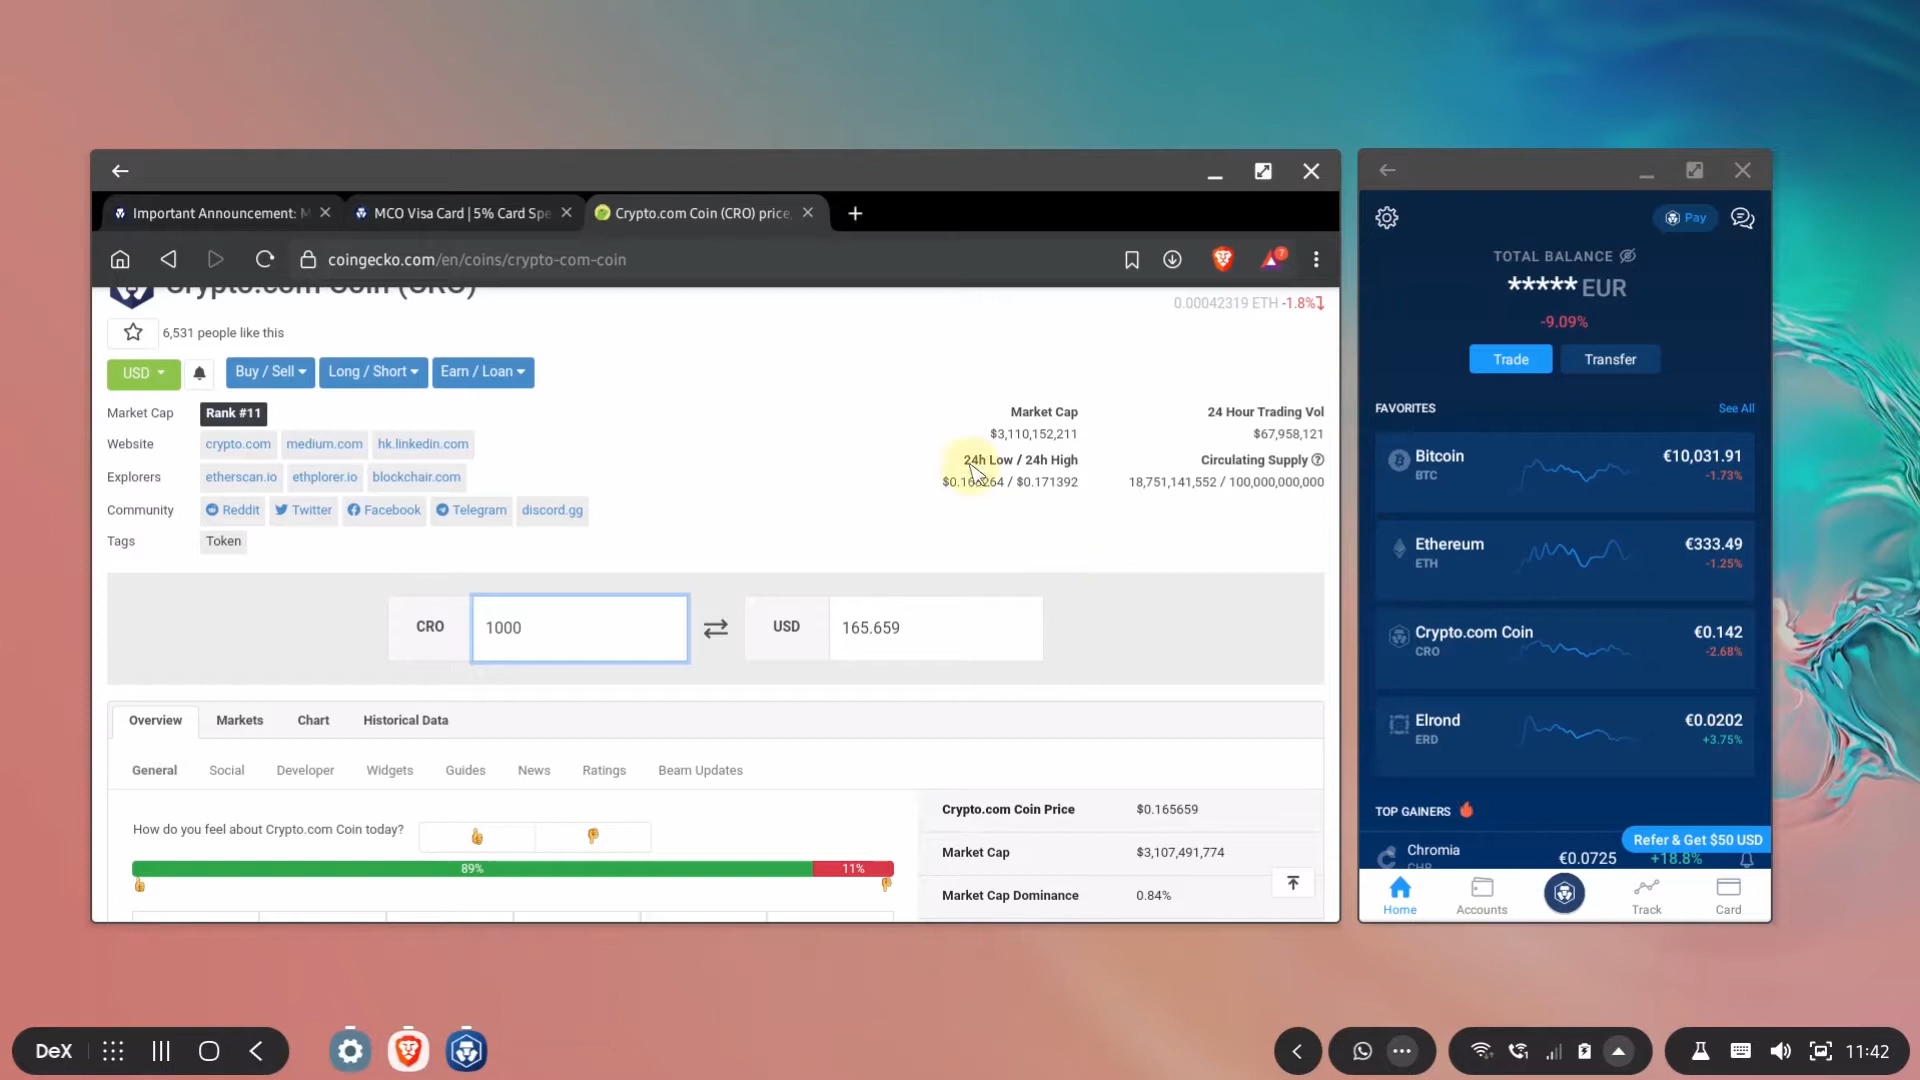 Important Announcement: M
MCO Visa Card | 5% Card Spe
Crypto.com Coin (CRO) price,
coingecko.com/en/coins/crypto-com-coin
7
Crypto.com Coin (CRO)
0.00042319 ETH -1.8%
6,531 people like this
USD
Buy / Sell
Long / Short
Earn / Loan
Market Cap
Rank #11
Website
crypto.com
medium.com
hk.linkedin.com
Explorers
etherscan.io
ethplorer.io
blockchair.com
Community
Reddit
Twitter
Facebook
Telegram
discord.gg
Tags
Token
Market Cap
$3,110,152,211
24 Hour Trading Vol
$67,958,121
24h Low / 24h High
/ $0.171392
Circulating Supply ?
18,751,141,552 / 100,000,000,000
CRO
1000
USD
165.659
Overview
Markets
Chart
Historical Data
General
Social
Developer
Widgets
Guides
News
Ratings
Beam Updates
How do you feel about Crypto.com Coin today?
89%
11%
Crypto.com Coin Price
$0.165659
Market Cap
$3,107,491,774
Market Cap Dominance
0.84%
Pay
TOTAL BALANCE
***** EUR
-9.09%
Trade
Transfer
FAVORITES
See All
Bitcoin
BTC
€10,031.91
-1.73%
Ethereum
ETH
€333.49
-1.25%
Crypto.com Coin
CRO
€0.142
-2.68%
Elrond
ERD
€0.0202
+3.75%
TOP GAINERS
Refer & Get $50 USD
Chromia
CHR
€0.0725
+18.8%
Home
Accounts
Track
Card
DeX
11:42